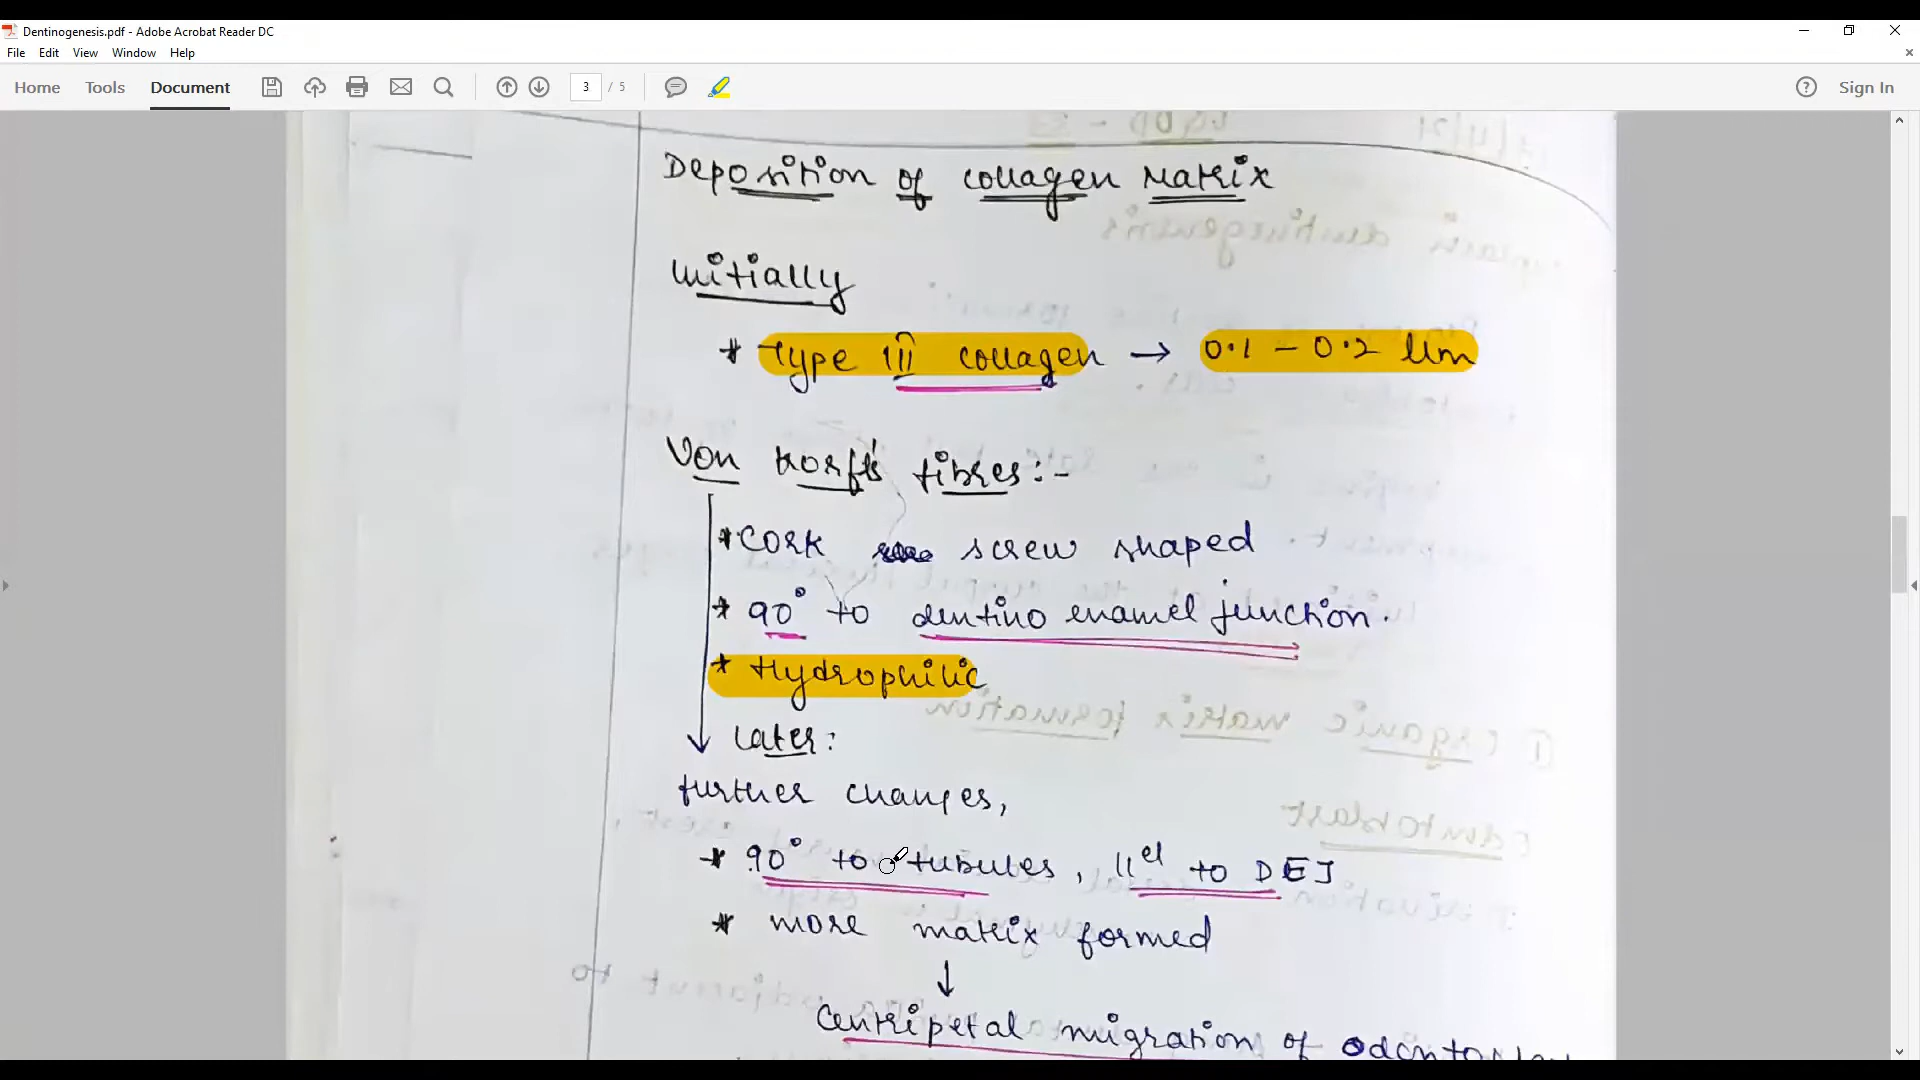 Dentinogenesis.pdf - Adobe Acrobat Reader DC
File Edit View Window Help
Home Tools Document 3 / 5 Sign In
Deposition of collagen Matrix
Initially
* Type III collagen → 0.1 - 0.2 µm
Von Korff's fibres:-
* Cork screw shaped
* 90° to dentino enamel junction.
* Hydrophilic
Later:
further changes,
* 90° to tubules, ||el to DEJ
* more matrix formed
↓
Centripetal migration of